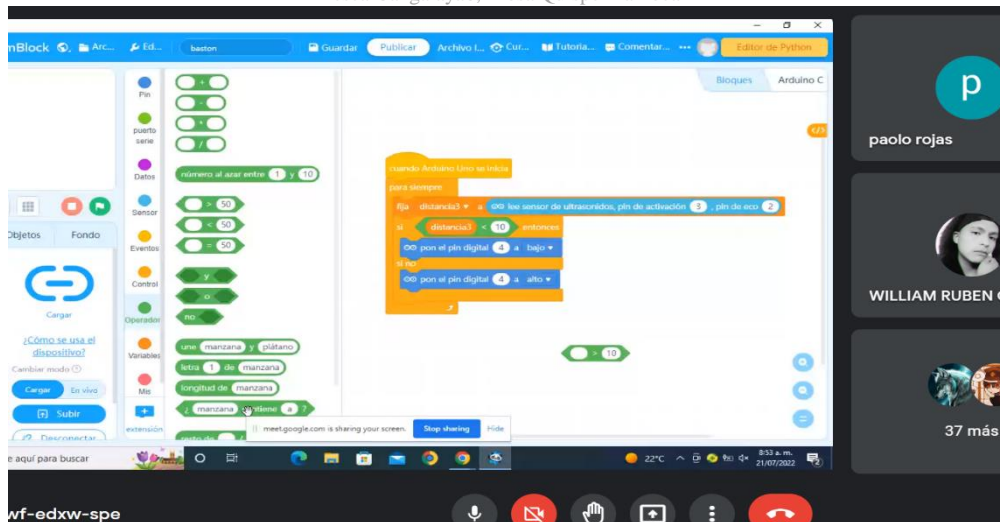 mBlock
Arc...
Ed...
baston
Guardar
Publicar
Archivo l...
Cur...
Tutoria...
Comentar...
Editor de Python
Bloques
Arduino C
Pin
puerto serie
Datos
Sensor
Eventos
Control
Operador
Variables
Mis
extensión
Objetos
Fondo
Cargar
¿Cómo se usa el dispositivo?
Cambiar modo
Cargar
En vivo
Subir
Desconectar
+
-
*
/
número al azar entre 1 y 10
> 50
< 50
= 50
y
o
no
une manzana y plátano
letra 1 de manzana
longitud de manzana
¿ manzana contiene a ?
cuando Arduino Uno se inicia
para siempre
fija distancia3 a lee sensor de ultrasonidos, pin de activación 3 , pin de eco 2
si distancia3 < 10 entonces
pon el pin digital 4 a bajo
si no
pon el pin digital 4 a alto
> 10
meet.google.com is sharing your screen.
Stop sharing
Hide
e aquí para buscar
22°C
8:53 a. m.
21/07/2022
p
paolo rojas
WILLIAM RUBEN
37 más
wf-edxw-spe